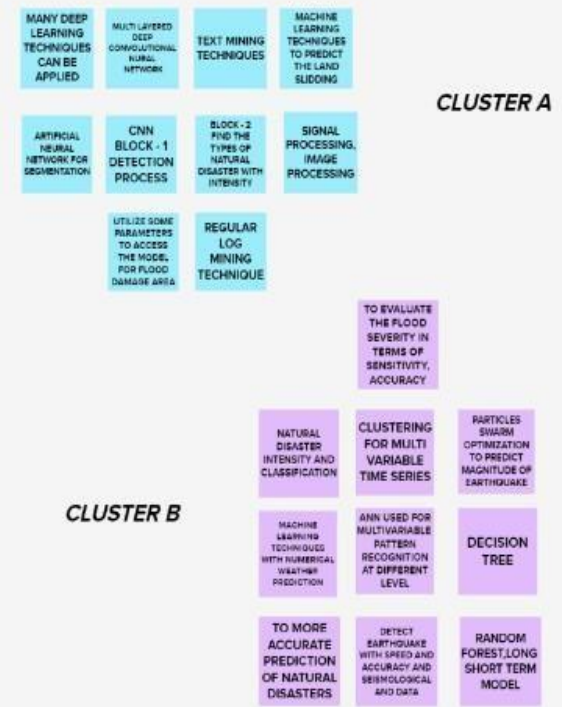 MANY DEEP
LEARNING
TECHNIQUES
CAN BE
APPLIED
MULTI LAYERED
DEEP
CONVOLUTIONAL
NURAL
NETWORK
TEXT MINING
TECHNIQUES
MACHINE
LEARNING
TECHNIQUES
TO PREDICT
THE LAND
SLIDDING
CLUSTER A
ARTIFICIAL
NEURAL
NETWORK FOR
SEGMENTATION
CNN
BLOCK - 1
DETECTION
PROCESS
BLOCK - 2
FIND THE
TYPES OF
NATURAL
DISASTER WITH
INTENSITY
SIGNAL
PROCESSING,
IMAGE
PROCESSING
UTILIZE SOME
PARAMETERS
TO ACCESS
THE MODEL
FOR FLOOD
DAMAGE AREA
REGULAR
LOG
MINING
TECHNIQUE
TO EVALUATE
THE FLOOD
SEVERITY IN
TERMS OF
SENSITIVITY,
ACCURACY
NATURAL
DISASTER
INTENSITY AND
CLASSIFICATION
CLUSTERING
FOR MULTI
VARIABLE
TIME SERIES
PARTICLES
SWARM
OPTIMIZATION
TO PREDICT
MAGNITUDE OF
EARTHQUAKE
CLUSTER B
MACHINE
LEARNING
TECHNIQUES
WITH NUMERICAL
WEATHER
PREDICTION
ANN USED FOR
MULTIVARIABLE
PATTERN
RECOGNITION
AT DIFFERENT
LEVEL
DECISION
TREE
TO MORE
ACCURATE
PREDICTION
OF NATURAL
DISASTERS
DETECT
EARTHQUAKE
WITH SPEED AND
ACCURACY AND
SEISMOLOGICAL
AND DATA
RANDOM
FOREST,LONG
SHORT TERM
MODEL